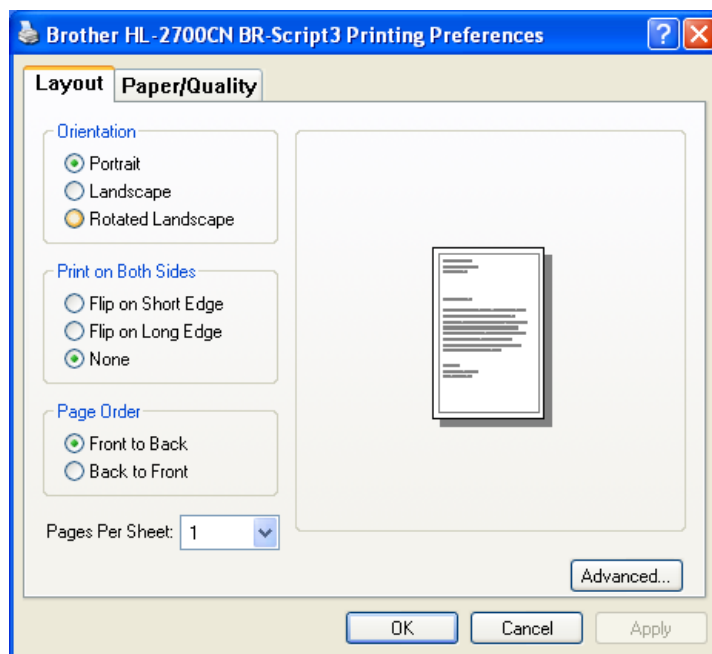 Brother HL-2700CN BR-Script3 Printing Preferences
Layout
Paper/Quality
Orientation
Portrait
Landscape
Rotated Landscape
Print on Both Sides
Flip on Short Edge
Flip on Long Edge
None
Page Order
Front to Back
Back to Front
Pages Per Sheet: 1
Advanced...
OK
Cancel
Apply